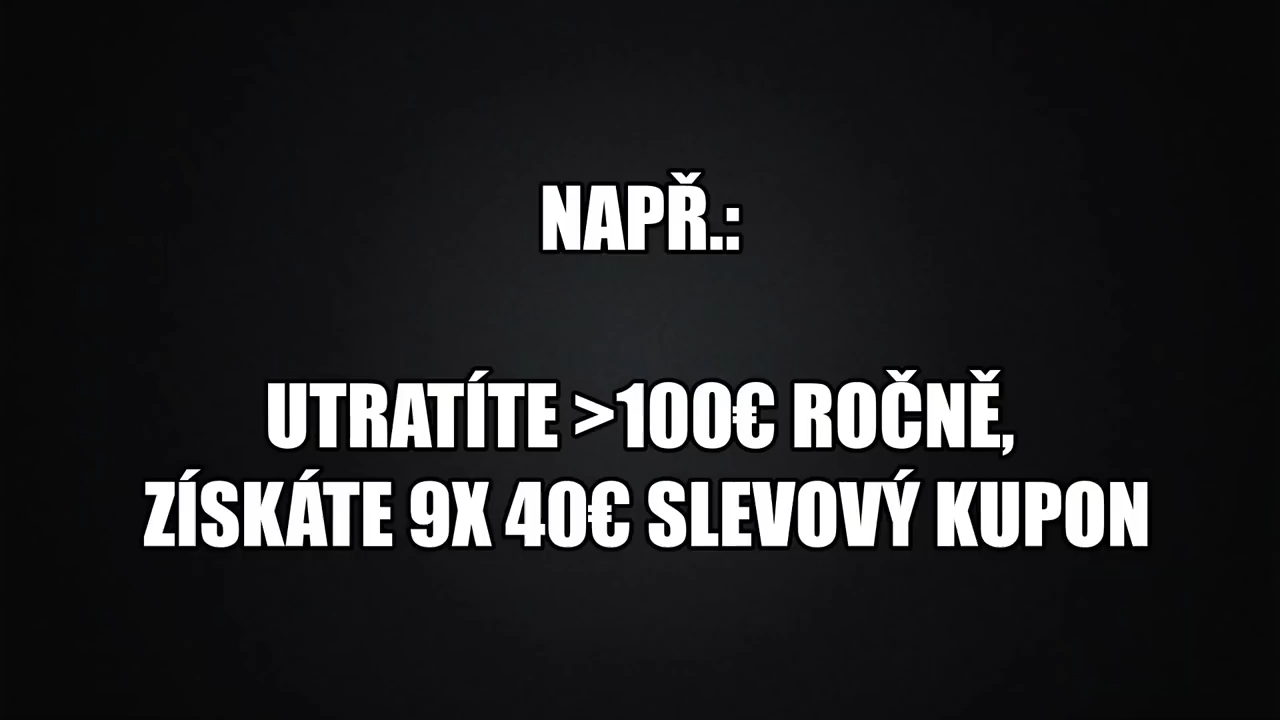 NAPŘ.:
UTRATÍTE >100€ ROČNĚ,
ZÍSKÁTE 9X 40€ SLEVOVÝ KUPON